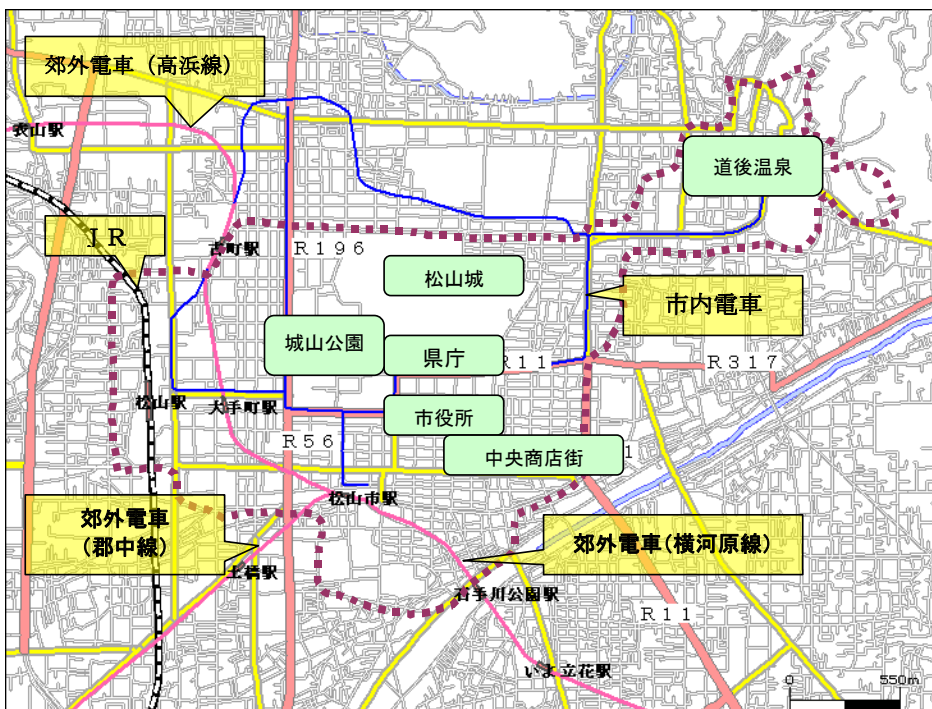 郊外電車（高浜線）
衣山駅
道後温泉
JR
古町駅
R196
松山城
市内電車
城山公園
県庁
R11
R317
松山駅
大手町駅
市役所
R56
中央商店街
1
松山市駅
郊外電車
（郡中線）
郊外電車（横河原線）
土橋駅
石手川公園駅
R11
いよ立花駅
0
550m